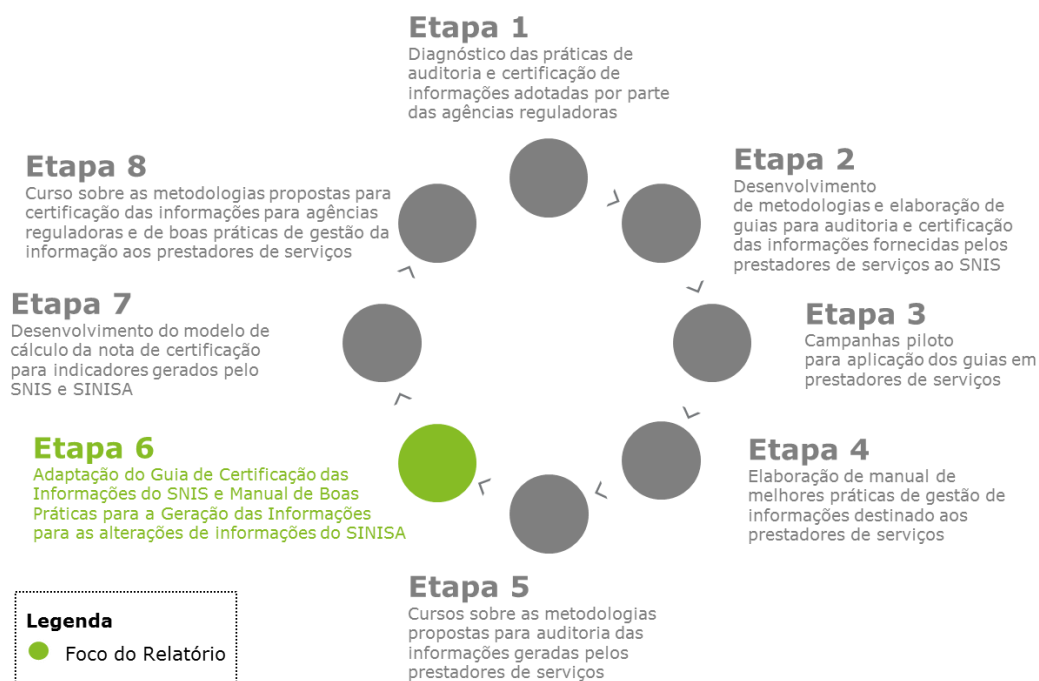 Etapa 1
Diagnóstico das práticas de
auditoria e certificação de
informações adotadas por parte
das agências reguladoras
Etapa 2
Desenvolvimento
de metodologias e elaboração de
guias para auditoria e certificação
das informações fornecidas pelos
prestadores de serviços ao SNIS
Etapa 3
Campanhas piloto
para aplicação dos guias em
prestadores de serviços
Etapa 4
Elaboração de manual de
melhores práticas de gestão de
informações destinado aos
prestadores de serviços
Etapa 5
Cursos sobre as metodologias
propostas para auditoria das
informações geradas pelos
prestadores de serviços
Etapa 6
Adaptação do Guia de Certificação das
Informações do SNIS e Manual de Boas
Práticas para a Geração das Informações
para as alterações de informações do SINISA
Etapa 7
Desenvolvimento do modelo de
cálculo da nota de certificação
para indicadores gerados pelo
SNIS e SINISA
Etapa 8
Curso sobre as metodologias propostas para
certificação das informações para agências
reguladoras e de boas práticas de gestão da
informação aos prestadores de serviços
Legenda
Foco do Relatório